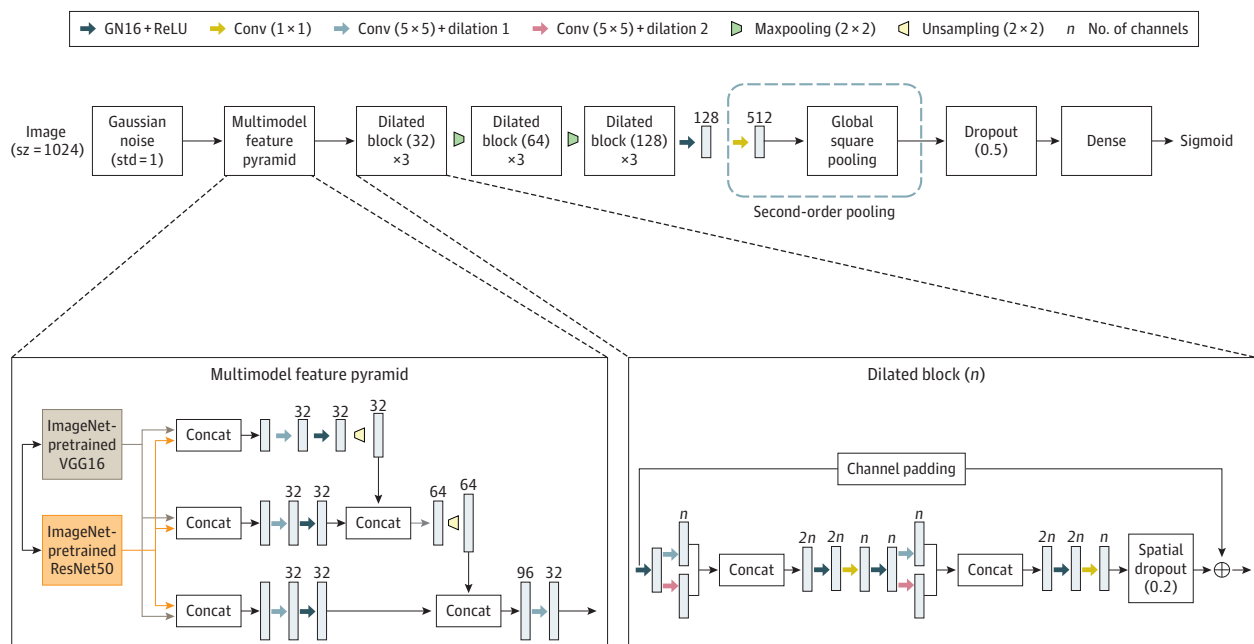 GN16+ReLU
Conv (1×1)
Conv (5×5)+dilation 1
Conv (5×5)+dilation 2
Maxpooling (2×2)
Unsampling (2×2)
n No. of channels
Image
(sz=1024)
Gaussian
noise
(std=1)
Multimodel
feature
pyramid
Dilated
block (32)
×3
Dilated
block (64)
×3
Dilated
block (128)
×3
128
512
Global
square
pooling
Second-order pooling
Dropout
(0.5)
Dense
Sigmoid
Multimodel feature pyramid
ImageNet-
pretrained
VGG16
ImageNet-
pretrained
ResNet50
Concat
32
32
32
Concat
32
32
Concat
64
64
Concat
32
32
Concat
96
32
Dilated block (n)
Channel padding
n
n
Concat
2n
2n
n
n
n
n
Concat
2n
2n
n
Spatial
dropout
(0.2)